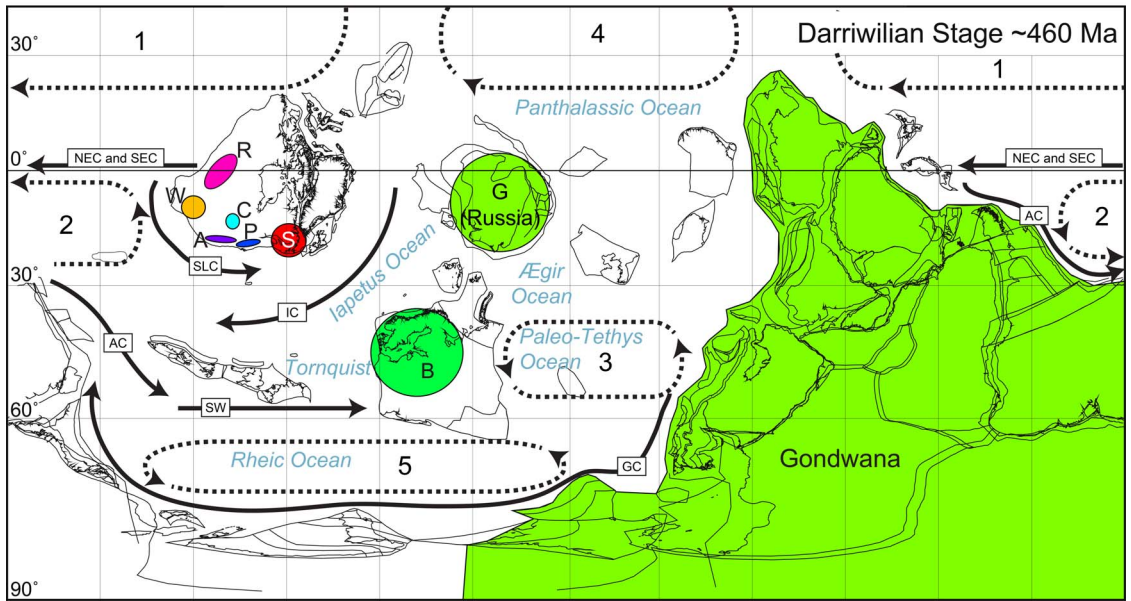 1
4
Darriwilian Stage ~460 Ma
30°
1
Panthalassic Ocean
0°
NEC and SEC
R
NEC and SEC
W
G
(Russia)
2
C
A
P
S
AC
2
SLC
30°
Iapetus Ocean
Ægir
Ocean
IC
AC
Tornquist
B
Paleo-Tethys
Ocean
3
SW
60°
Rheic Ocean
5
GC
Gondwana
90°